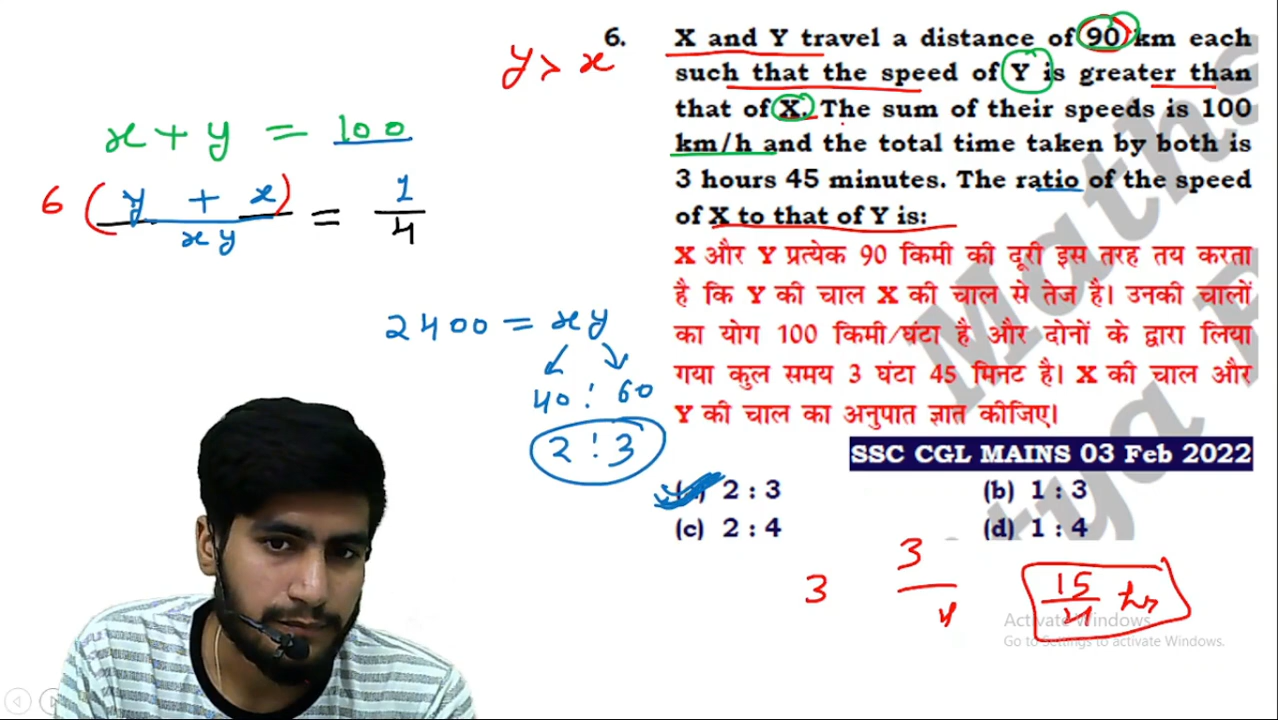 y > x
6. X and Y travel a distance of 90 km each
such that the speed of Y is greater than
that of X. The sum of their speeds is 100
km/h and the total time taken by both is
3 hours 45 minutes. The ratio of the speed
of X to that of Y is:
X और Y प्रत्येक 90 किमी की दूरी इस तरह तय करता
है कि Y की चाल X की चाल से तेज है। उनकी चालों
का योग 100 किमी/घंटा है और दोनों के द्वारा लिया
गया कुल समय 3 घंटा 45 मिनट है। X की चाल और
Y की चाल का अनुपात ज्ञात कीजिए।
SSC CGL MAINS 03 Feb 2022
(a) 2 : 3 (b) 1 : 3
(c) 2 : 4 (d) 1 : 4
x + y = 100
6 (y + x) / xy = 1/4
2400 = xy
40 : 60
2 : 3
3 3/4 15/4 hr
Maths
Activate Windows
Go to Settings to activate Windows.